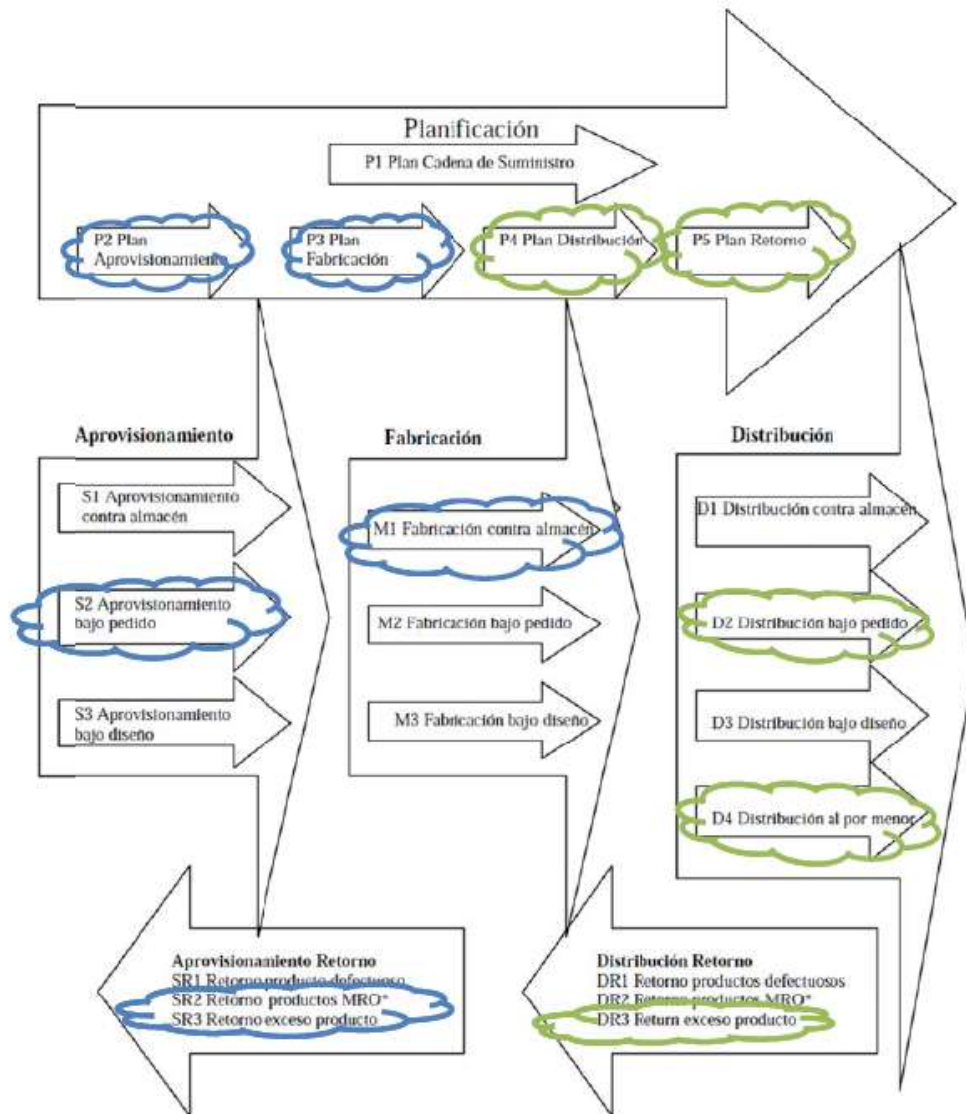 Planificación
P1 Plan Cadena de Suministro
P2 Plan
Aprovisionamiento
P3 Plan
Fabricación
P4 Plan Distribución
P5 Plan Retorno
Aprovisionamiento
S1 Aprovisionamiento
contra almacén
S2 Aprovisionamiento
bajo pedido
S3 Aprovisionamiento
bajo diseño
Fabricación
M1 Fabricación contra almacén
M2 Fabricación bajo pedido
M3 Fabricación bajo diseño
Distribución
D1 Distribución contra almacén
D2 Distribución bajo pedido
D3 Distribución bajo diseño
D4 Distribución al por menor
Aprovisionamiento Retorno
SR1 Retorno producto defectuoso
SR2 Retorno productos MRO*
SR3 Retorno exceso producto
Distribución Retorno
DR1 Retorno productos defectuosos
DR2 Retorno productos MRO*
DR3 Return exceso producto